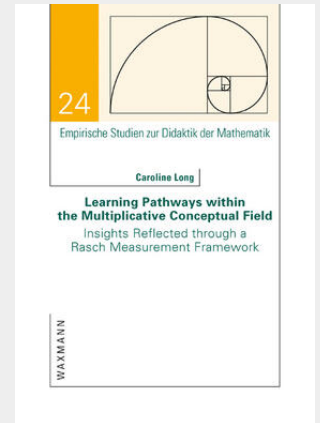 24
Empirische Studien zur Didaktik der Mathematik
Caroline Long
Learning Pathways within
the Multiplicative Conceptual Field
Insights Reflected through a
Rasch Measurement Framework
WAXMANN